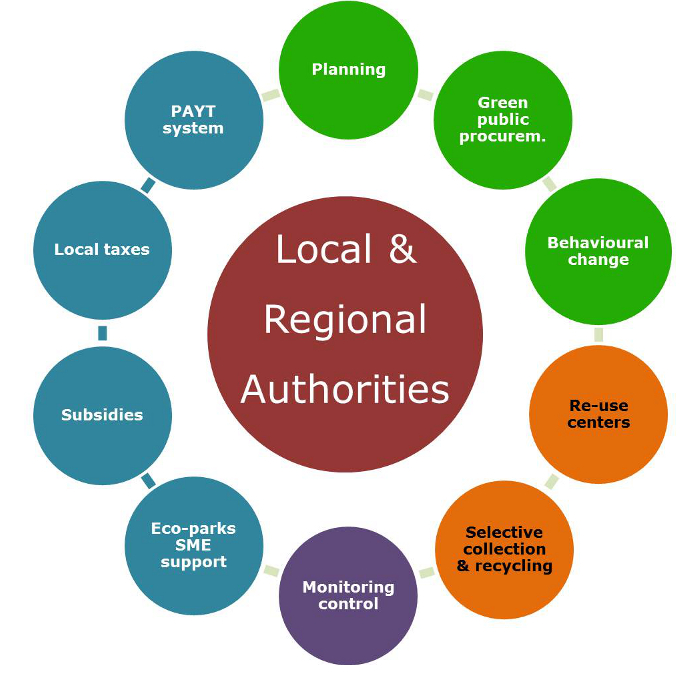 Planning
Green
public
procurem.
Behavioural
change
Re-use
centers
Selective
collection
& recycling
Monitoring
control
Eco-parks
SME
support
Subsidies
Local taxes
PAYT
system
Local &
Regional
Authorities